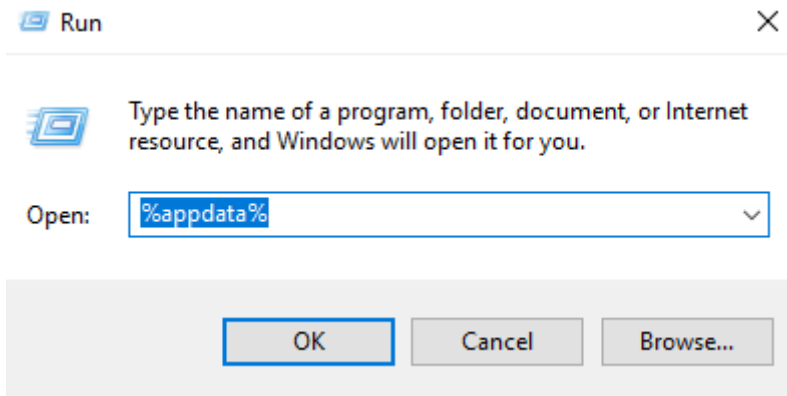 Run
Type the name of a program, folder, document, or Internet
resource, and Windows will open it for you.
Open: %appdata%
OK Cancel Browse...